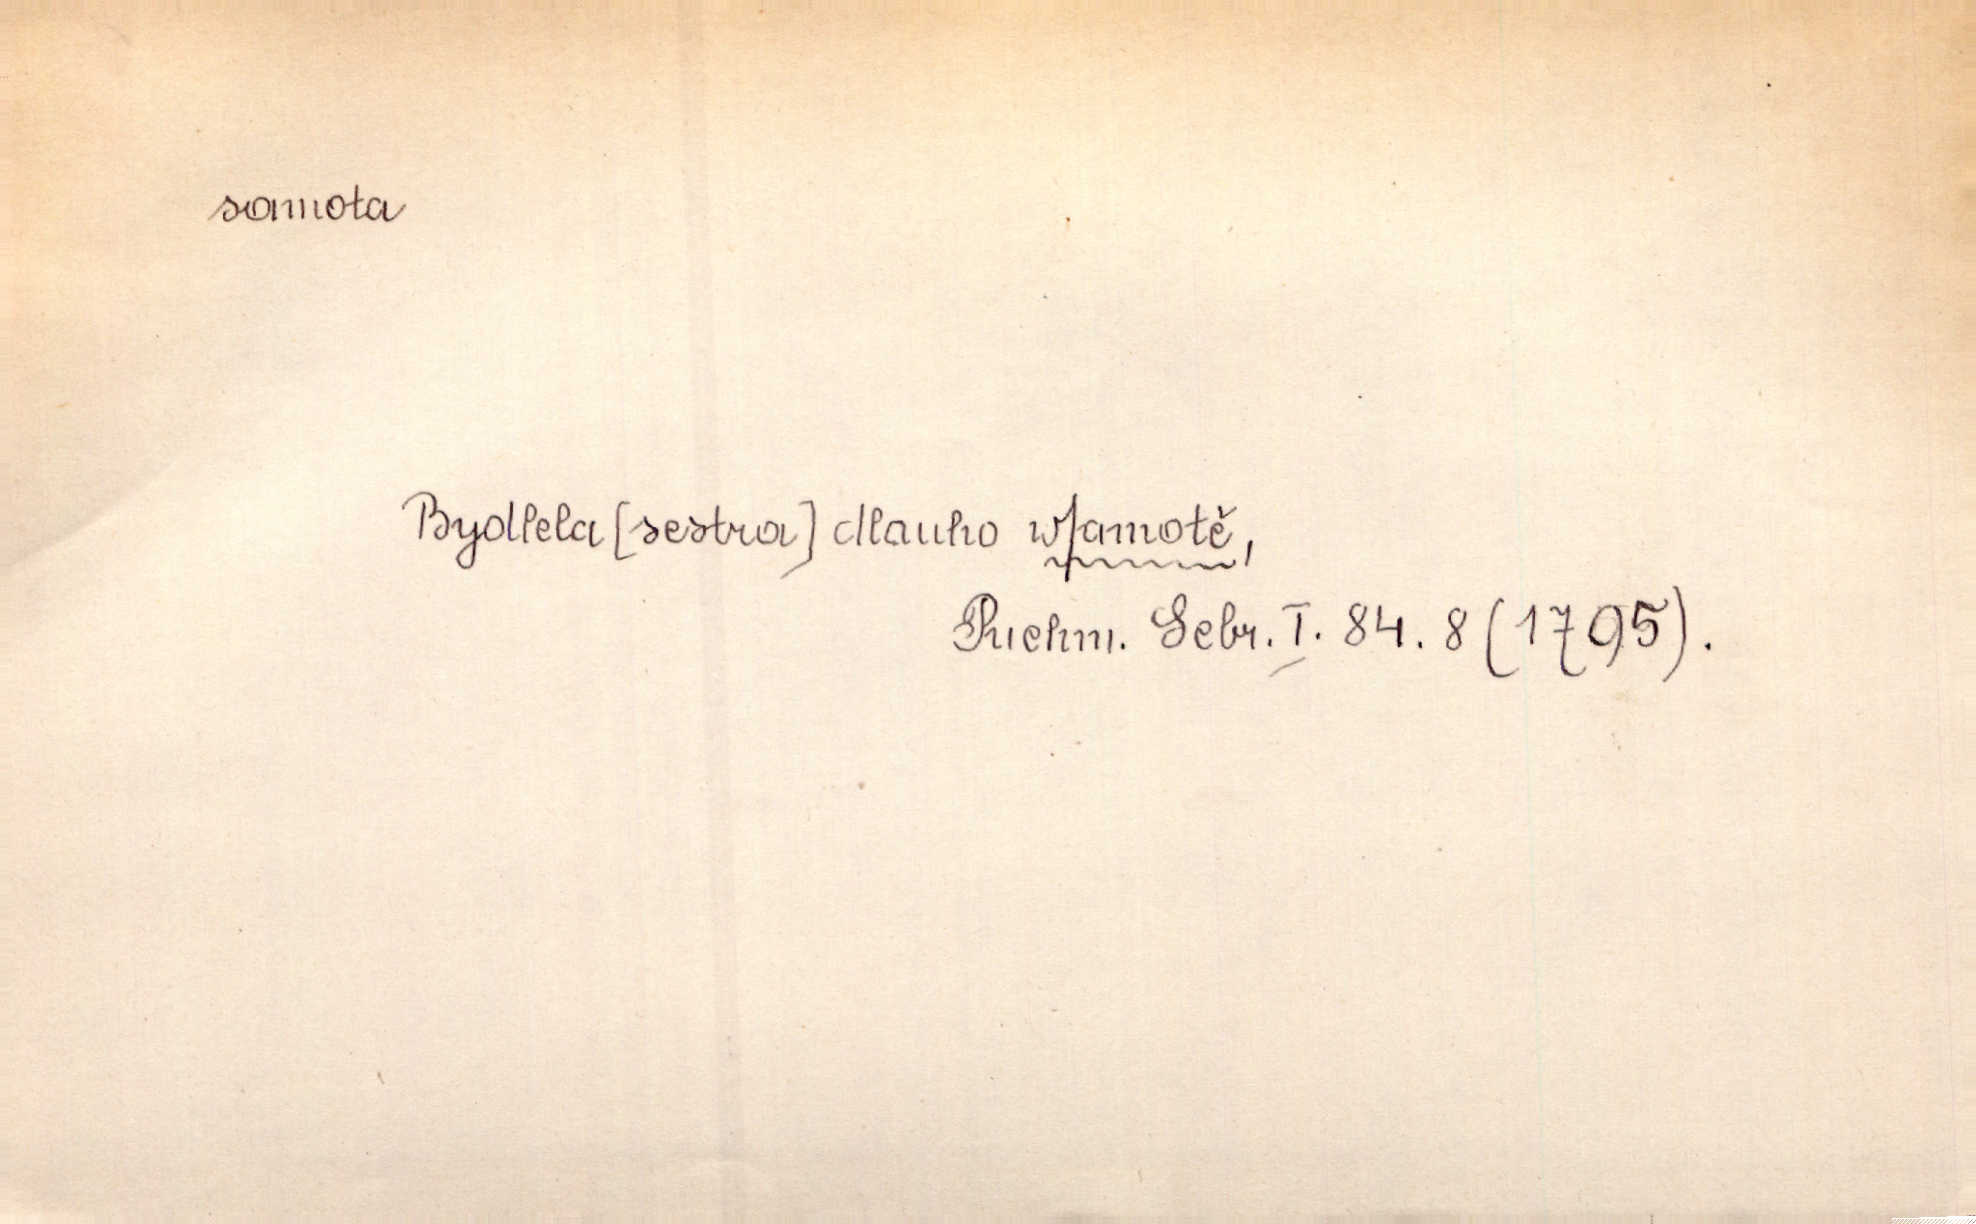 samota
Bydlela [sestra] dlauho wſamotě,
Puchm. Sebr. I. 84. 8 (1795).